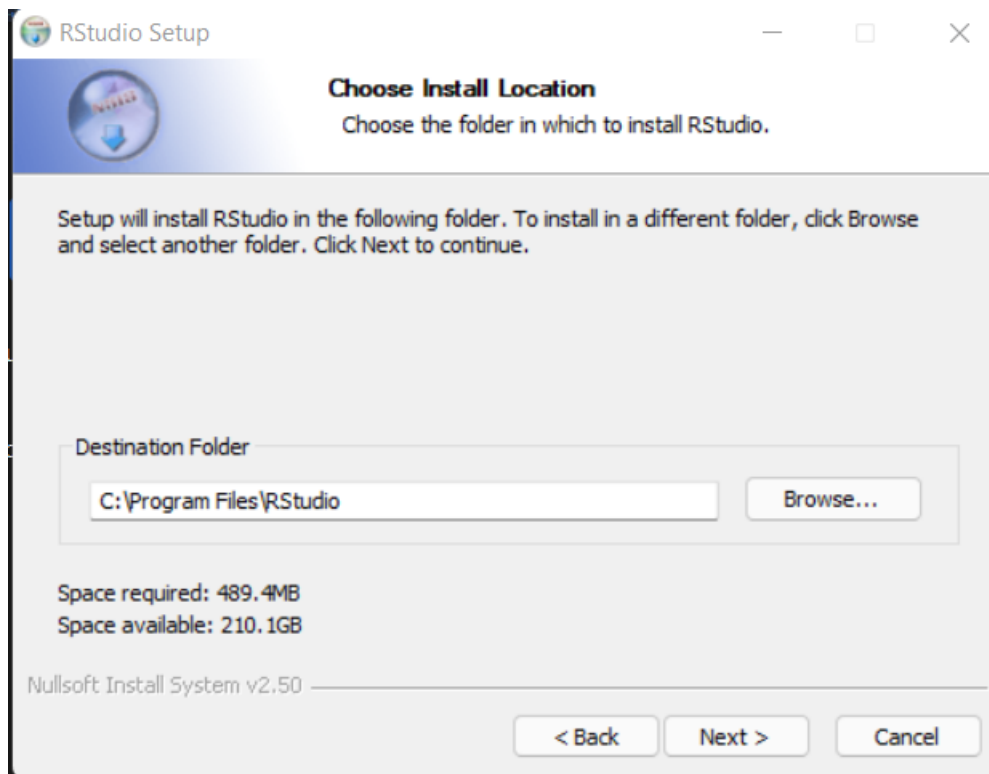 RStudio Setup
Choose Install Location
Choose the folder in which to install RStudio.
Setup will install RStudio in the following folder. To install in a different folder, click Browse
and select another folder. Click Next to continue.
Destination Folder
C:\Program Files\RStudio
Browse...
Space required: 489.4MB
Space available: 210.1GB
Nullsoft Install System v2.50
< Back
Next >
Cancel